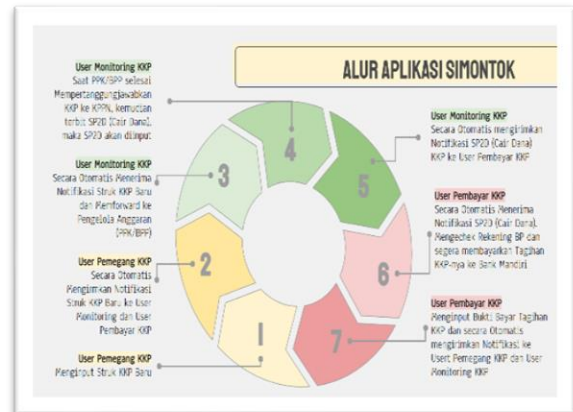 ALUR APLIKASI SIMONTOK
User Monitoring KKP
Saat PPK/BPP selesai
Mempertanggungjawabkan
KKP ke KPPN, kemudian
terbit SP2D (Cair Dana),
maka SP2D akan diinput
User Monitoring KKP
Secara Otomatis Menerima
Notifikasi Struk KKP Baru
dan Memforward ke
Pengelola Anggaran
(PPK/BPP)
User Pemegang KKP
Secara Otomatis
Mengirimkan Notifikasi
Struk KKP Baru ke User
Monitoring dan User
Pembayar KKP
User Pemegang KKP
Menginput Struk KKP Baru
1
2
3
4
5
6
7
User Monitoring KKP
Secara Otomatis mengirimkan
Notifikasi SP2D (Cair Dana)
KKP ke User Pembayar KKP
User Pembayar KKP
Secara Otomatis Menerima
Notifikasi SP2D (Cair Dana),
Mengechek Rekening BP dan
segera membayarkan Tagihan
KKP-nya ke Bank Mandiri
User Pembayar KKP
Menginput Bukti Bayar Tagihan
KKP dan secara Otomatis
mengirimkan Notifikasi ke
User Pemegang KKP dan User
Monitoring KKP